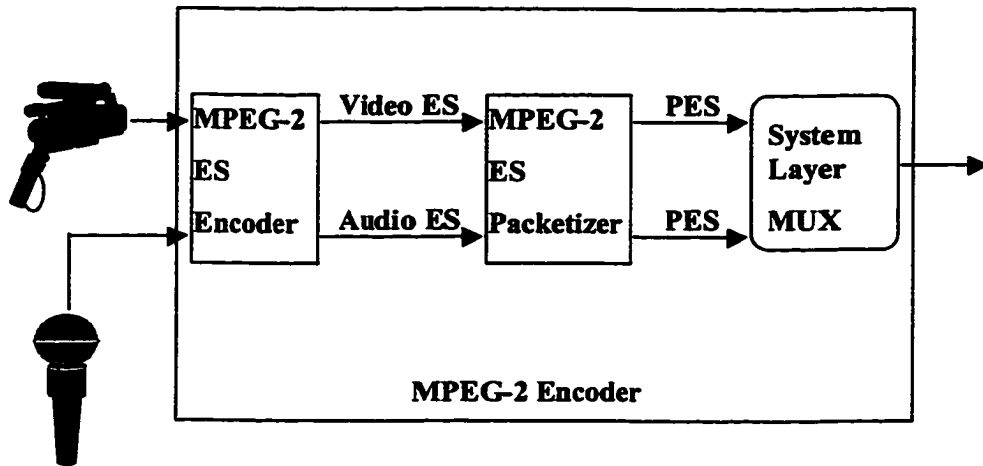 MPEG-2
ES
Encoder
Video ES
Audio ES
MPEG-2
ES
Packetizer
PES
PES
System
Layer
MUX
MPEG-2 Encoder